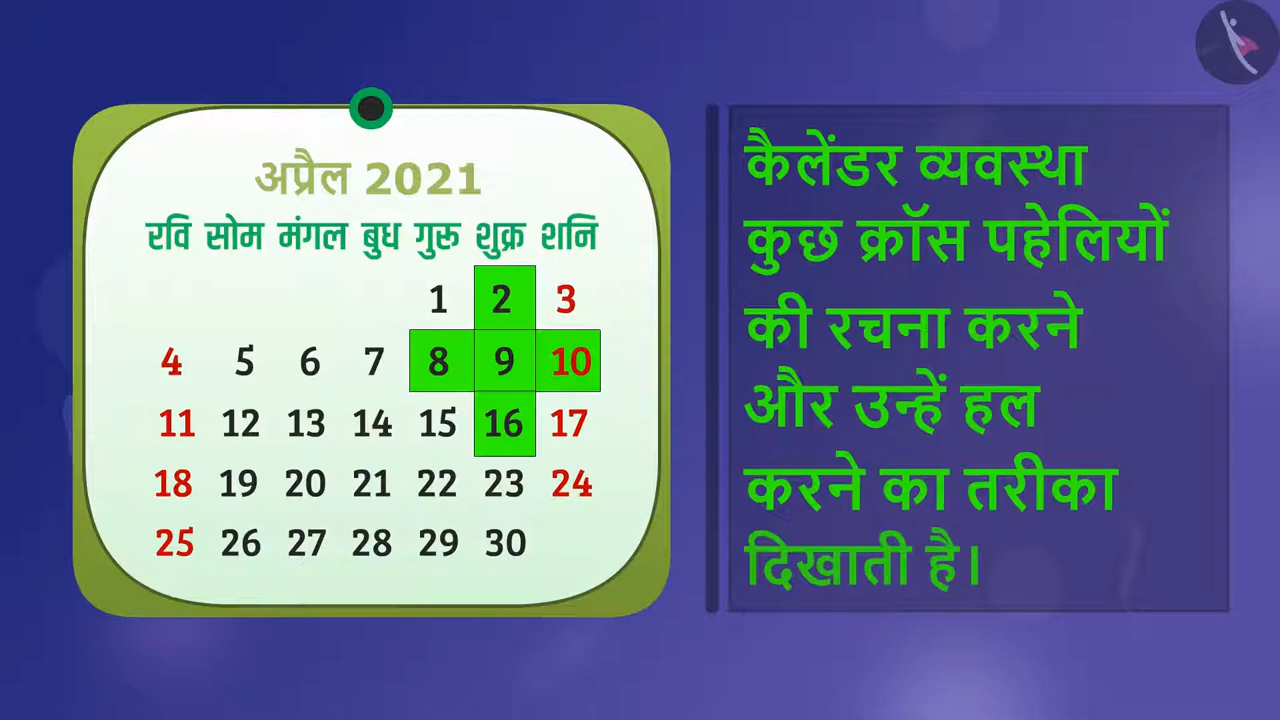 अप्रैल 2021
रवि सोम मंगल बुध गुरू शुक्र शनि
1 2 3
4 5 6 7 8 9 10
11 12 13 14 15 16 17
18 19 20 21 22 23 24
25 26 27 28 29 30
कैलेंडर व्यवस्था
कुछ क्रॉस पहेलियों
की रचना करने
और उन्हें हल
करने का तरीका
दिखाती है।